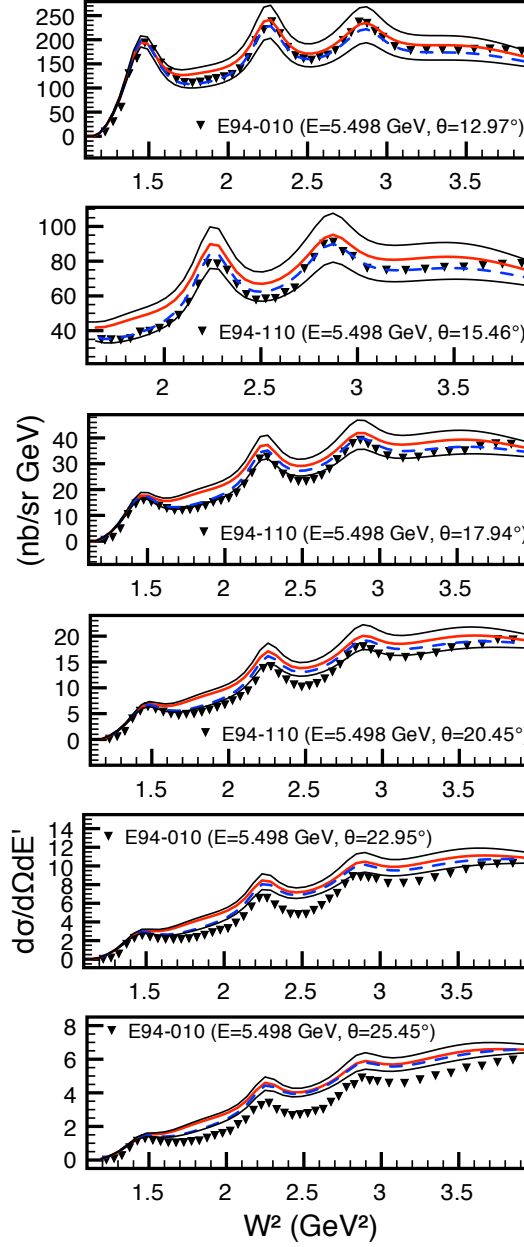 250
200
150
100
50
0
E94-010 (E=5.498 GeV, θ=12.97°)
1.5 2 2.5 3 3.5
100
80
60
40
E94-110 (E=5.498 GeV, θ=15.46°)
2 2.5 3 3.5
40
30
20
10
0
E94-110 (E=5.498 GeV, θ=17.94°)
1.5 2 2.5 3 3.5
(nb/sr GeV)
20
15
10
5
0
E94-110 (E=5.498 GeV, θ=20.45°)
1.5 2 2.5 3 3.5
14
12
10
8
6
4
2
0
E94-010 (E=5.498 GeV, θ=22.95°)
1.5 2 2.5 3 3.5
dσ/dΩdE'
8
6
4
2
0
E94-010 (E=5.498 GeV, θ=25.45°)
1.5 2 2.5 3 3.5
W² (GeV²)